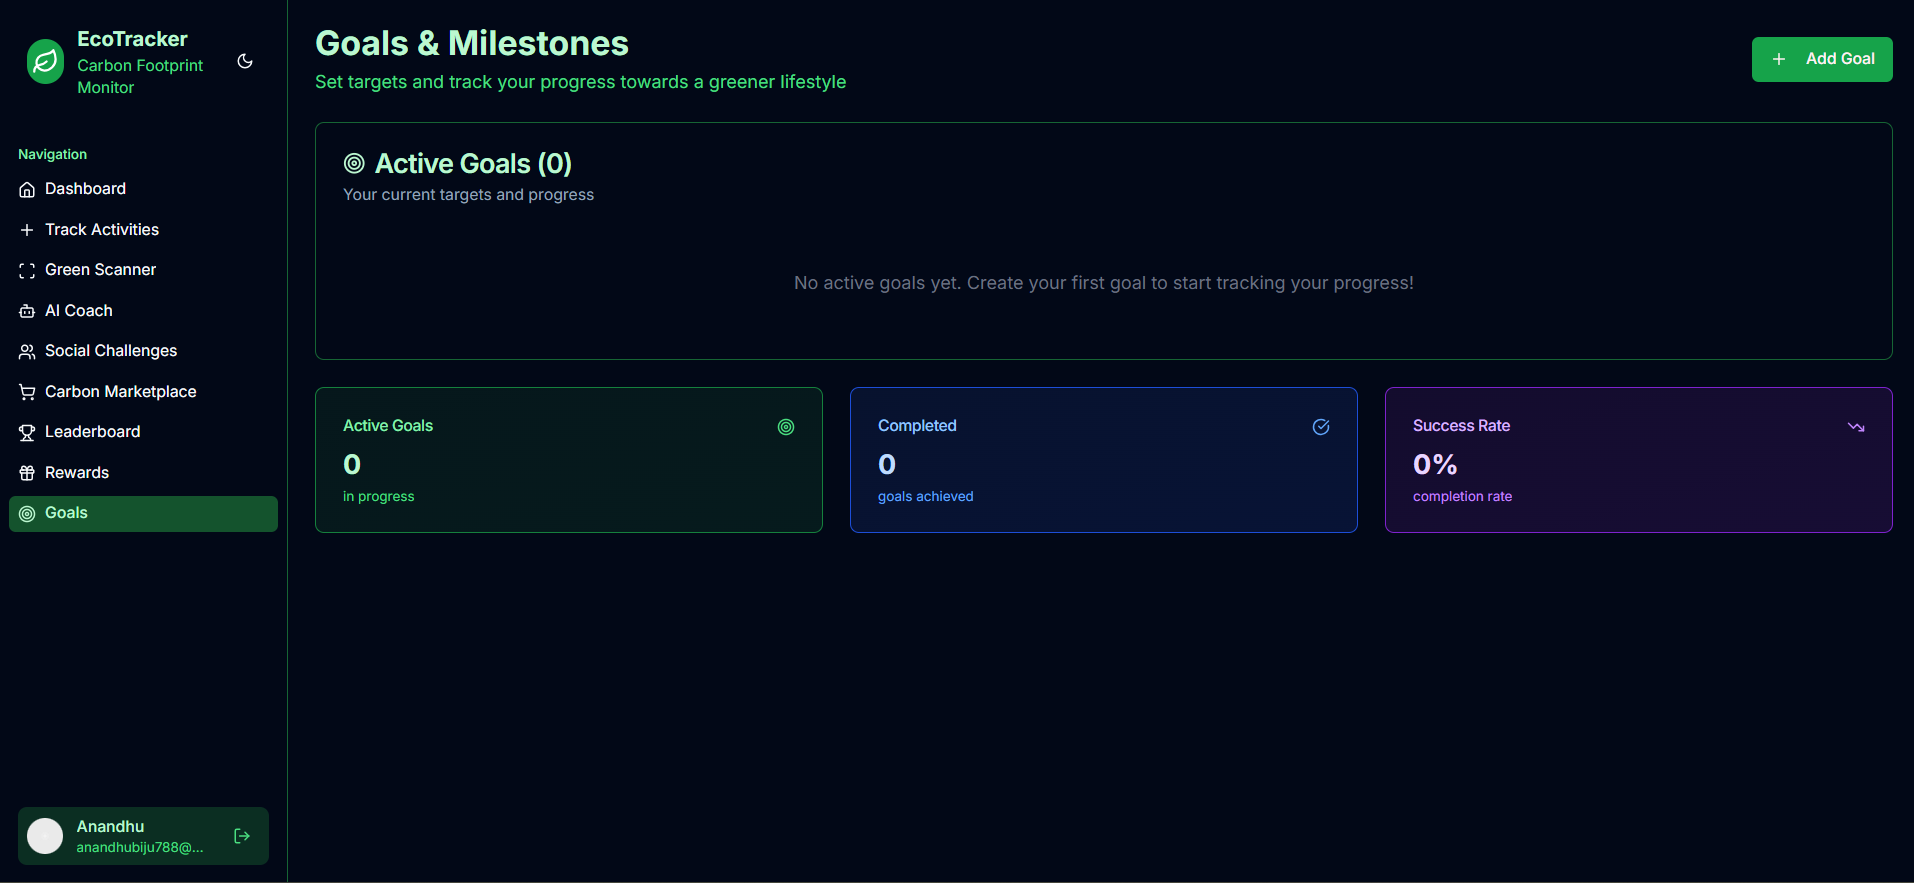 EcoTracker
Carbon Footprint
Monitor
Navigation
Dashboard
Track Activities
Green Scanner
AI Coach
Social Challenges
Carbon Marketplace
Leaderboard
Rewards
Goals
Anandhu
anandhubiju788@...
Goals & Milestones
Set targets and track your progress towards a greener lifestyle
Add Goal
Active Goals (0)
Your current targets and progress
No active goals yet. Create your first goal to start tracking your progress!
Active Goals
0
in progress
Completed
0
goals achieved
Success Rate
0%
completion rate